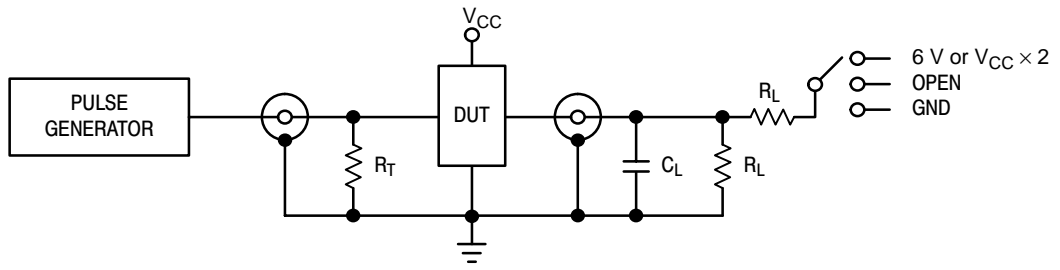 V_CC
6 V or V_CC × 2
OPEN
GND
R_L
PULSE
GENERATOR
DUT
R_T
C_L
R_L